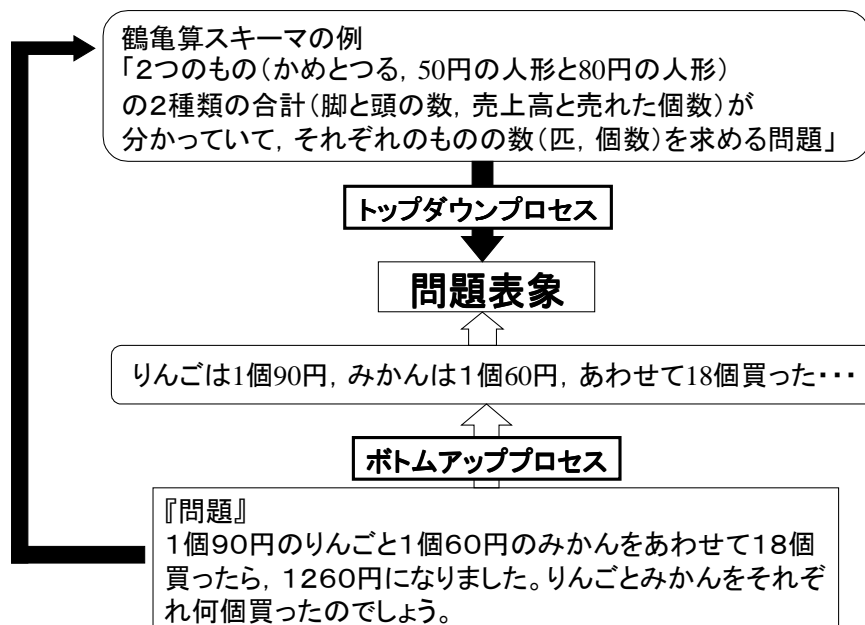 鶴亀算スキーマの例
「2つのもの(かめとつる, 50円の人形と80円の人形)
の2種類の合計(脚と頭の数, 売上高と売れた個数)が
分かっていて, それぞれのものの数(匹, 個数)を求める問題」
トップダウンプロセス
問題表象
りんごは1個90円, みかんは1個60円, あわせて18個買った・・・
ボトムアッププロセス
『問題』
1個90円のりんごと1個60円のみかんをあわせて18個
買ったら, 1260円になりました。りんごとみかんをそれぞ
れ何個買ったのでしょう。